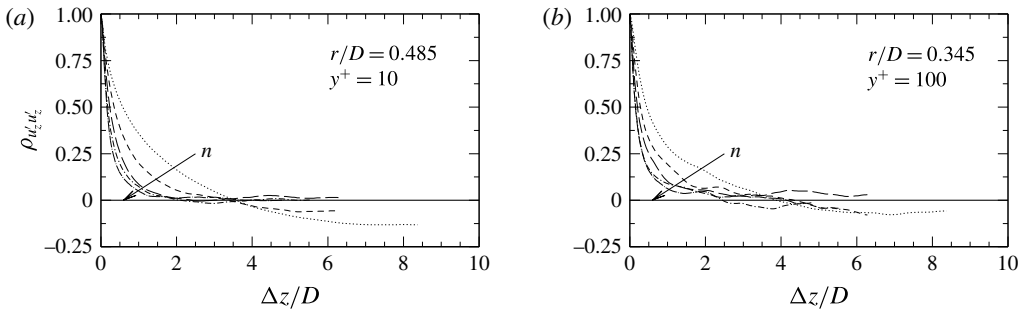 (a)
1.00
0.75
0.50
0.25
0
−0.25
ρu′zu′z
r/D = 0.485
y+ = 10
n
0 2 4 6 8 10
Δz/D
(b)
1.00
0.75
0.50
0.25
0
−0.25
r/D = 0.345
y+ = 100
n
0 2 4 6 8 10
Δz/D